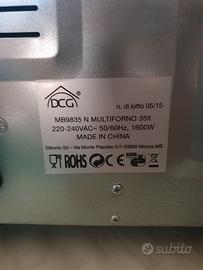 DCG
n. di lotto 05/15
MB9835 N MULTIFORNO 35lt
220-240VAC~ 50/60Hz, 1600W
MADE IN CHINA
Eltronic Srl - Via Monte Pasubio 5/7-20900 Monza MB
RoHS CE
subito